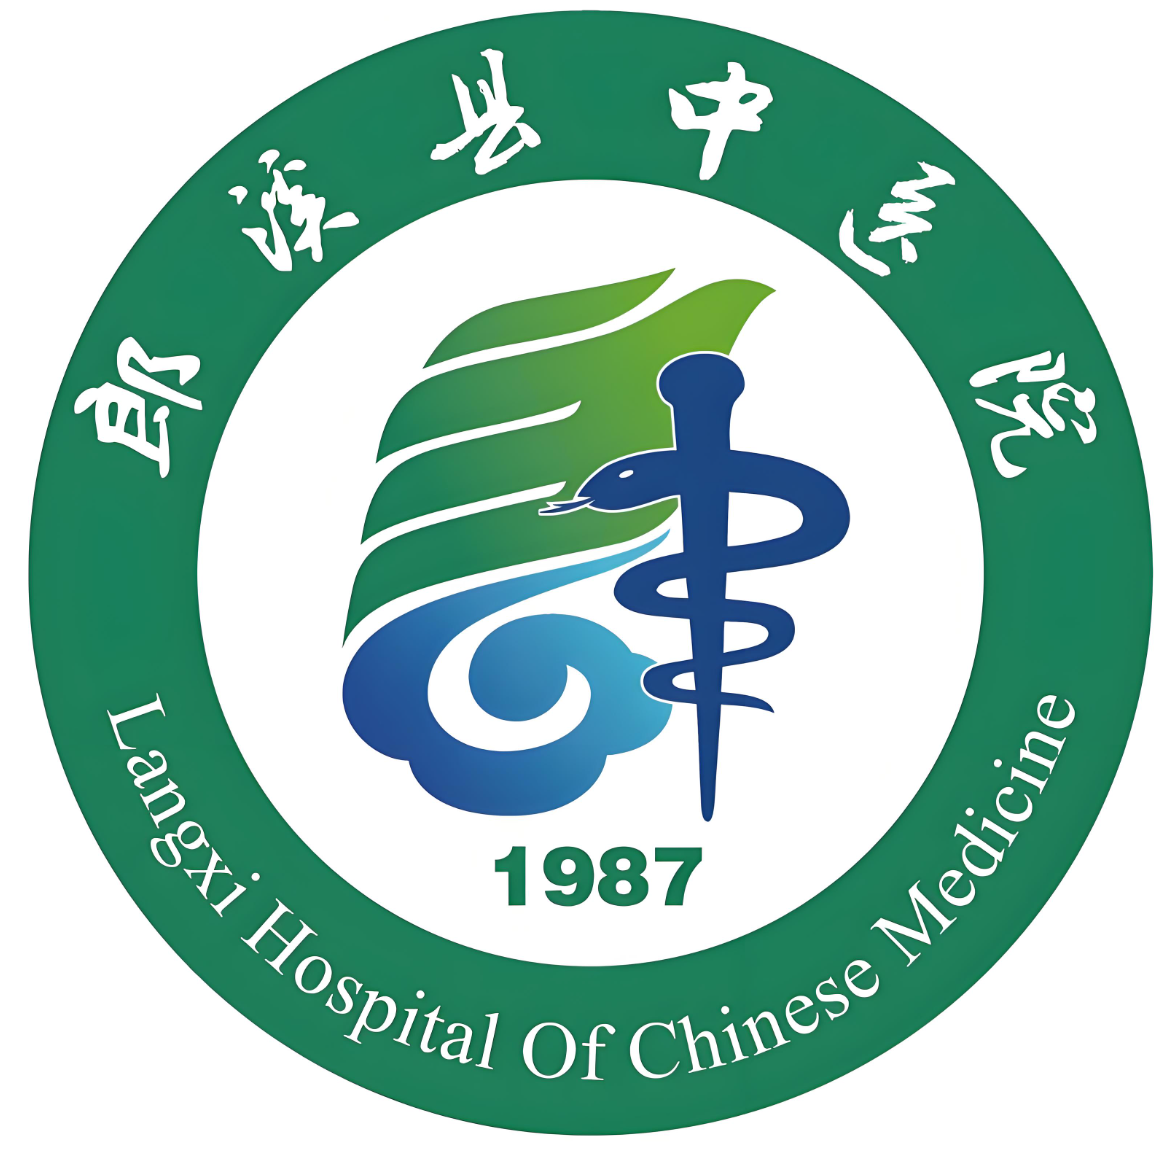 郎溪县中医院
1987
Langxi Hospital Of Chinese Medicine